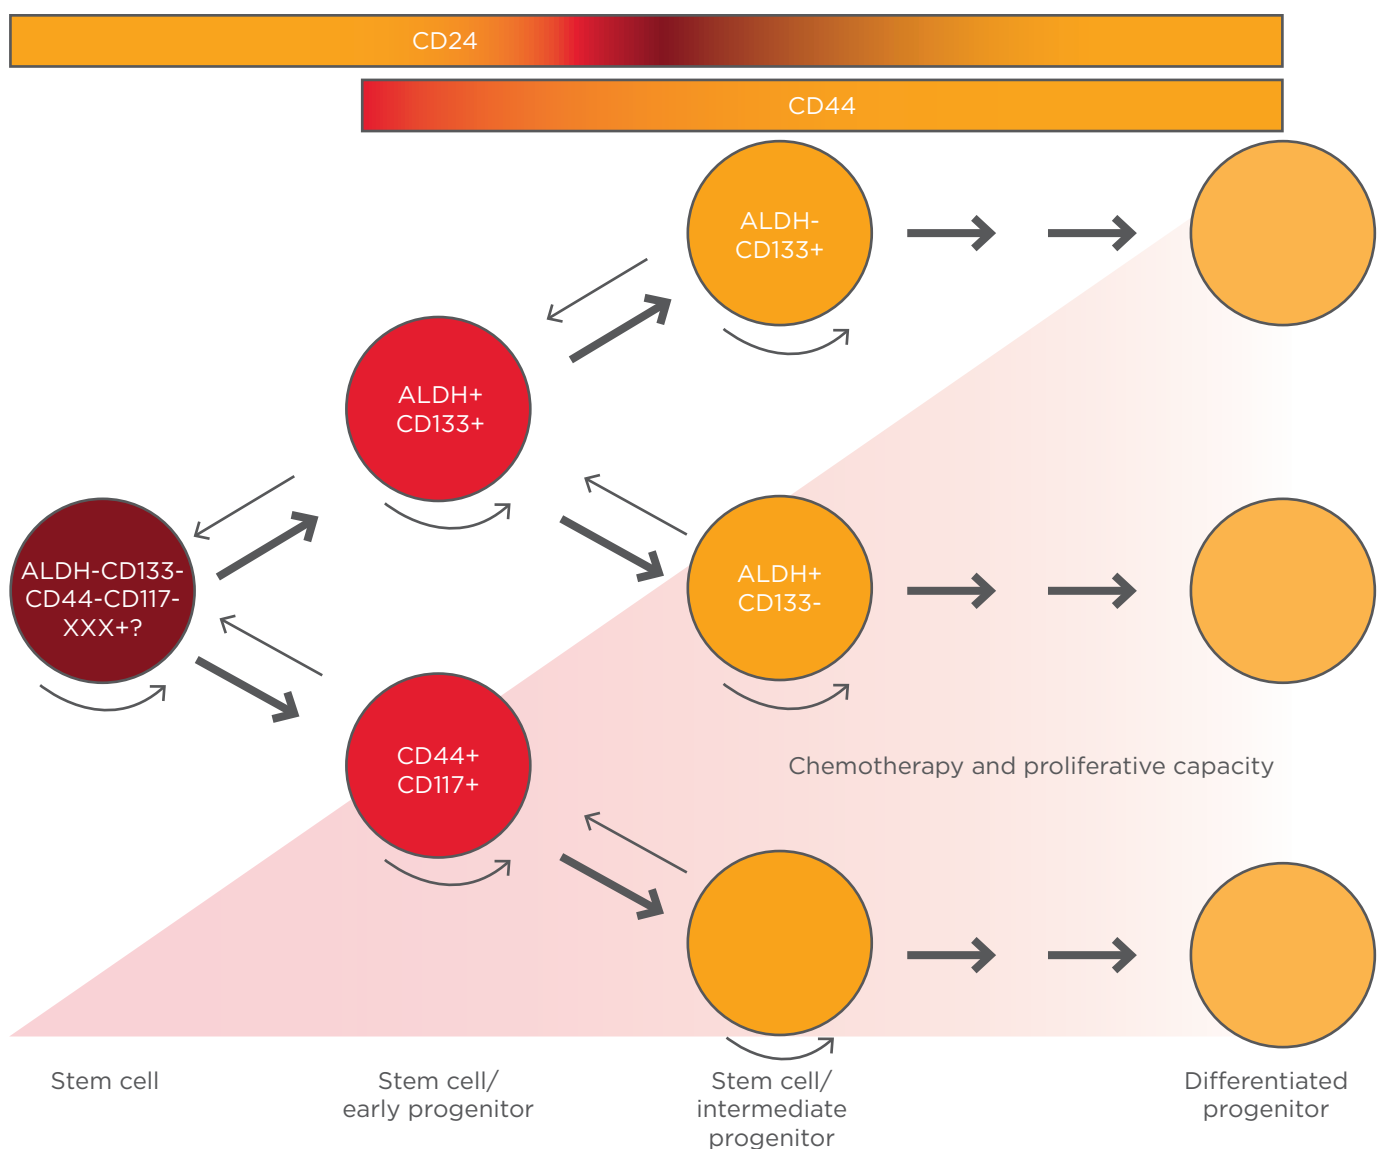 CD24
CD44
ALDH-
CD133+
ALDH+
CD133+
ALDH-CD133-
CD44-CD117-
XXX+?
ALDH+
CD133-
CD44+
CD117+
Chemotherapy and proliferative capacity
Stem cell
Stem cell/
early progenitor
Stem cell/
intermediate
progenitor
Differentiated
progenitor